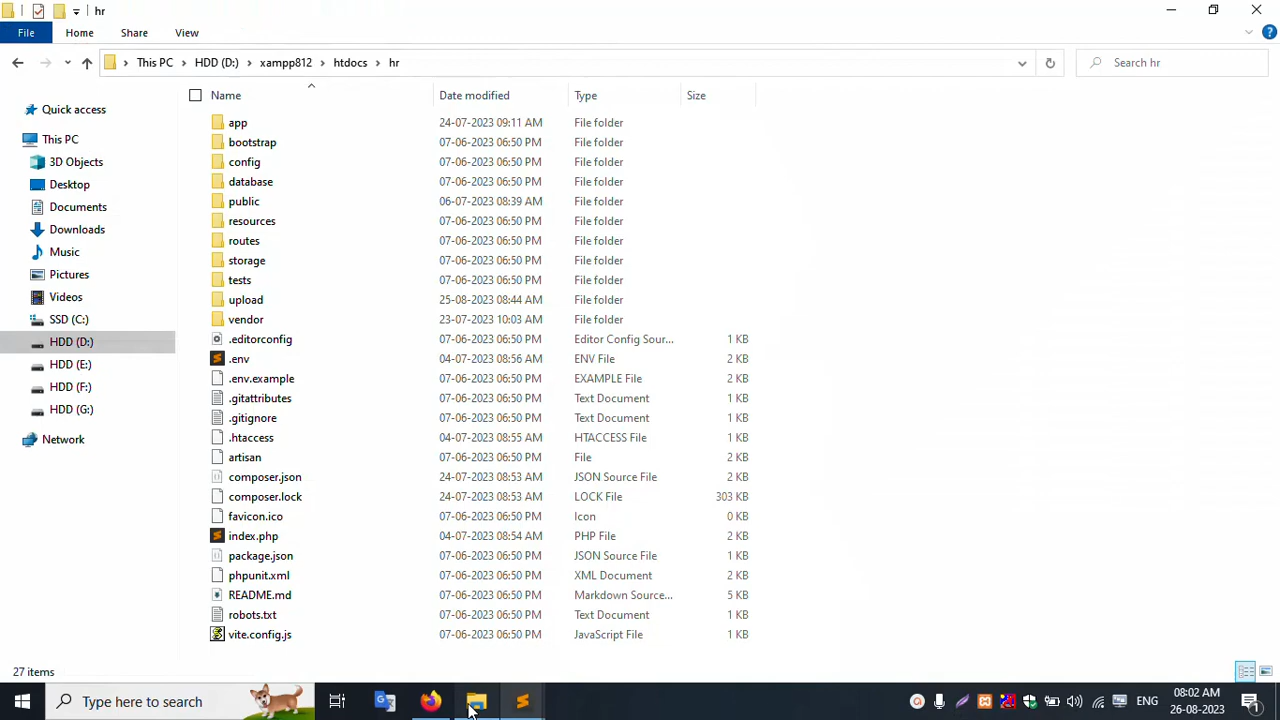 hr
File Home Share View
This PC HDD (D:) xampp812 htdocs hr Search hr
Name Date modified Type Size
Quick access
This PC
3D Objects
Desktop
Documents
Downloads
Music
Pictures
Videos
SSD (C:)
HDD (D:)
HDD (E:)
HDD (F:)
HDD (G:)
Network
app 24-07-2023 09:11 AM File folder
bootstrap 07-06-2023 06:50 PM File folder
config 07-06-2023 06:50 PM File folder
database 07-06-2023 06:50 PM File folder
public 06-07-2023 08:39 AM File folder
resources 07-06-2023 06:50 PM File folder
routes 07-06-2023 06:50 PM File folder
storage 07-06-2023 06:50 PM File folder
tests 07-06-2023 06:50 PM File folder
upload 25-08-2023 08:44 AM File folder
vendor 23-07-2023 10:03 AM File folder
.editorconfig 07-06-2023 06:50 PM Editor Config Sour... 1 KB
.env 04-07-2023 08:56 AM ENV File 2 KB
.env.example 07-06-2023 06:50 PM EXAMPLE File 2 KB
.gitattributes 07-06-2023 06:50 PM Text Document 1 KB
.gitignore 07-06-2023 06:50 PM Text Document 1 KB
.htaccess 04-07-2023 08:55 AM HTACCESS File 1 KB
artisan 07-06-2023 06:50 PM File 2 KB
composer.json 24-07-2023 08:53 AM JSON Source File 2 KB
composer.lock 24-07-2023 08:53 AM LOCK File 303 KB
favicon.ico 07-06-2023 06:50 PM Icon 0 KB
index.php 04-07-2023 08:54 AM PHP File 2 KB
package.json 07-06-2023 06:50 PM JSON Source File 1 KB
phpunit.xml 07-06-2023 06:50 PM XML Document 2 KB
README.md 07-06-2023 06:50 PM Markdown Source... 5 KB
robots.txt 07-06-2023 06:50 PM Text Document 1 KB
vite.config.js 07-06-2023 06:50 PM JavaScript File 1 KB
27 items
Type here to search
ENG
08:02 AM
26-08-2023
1